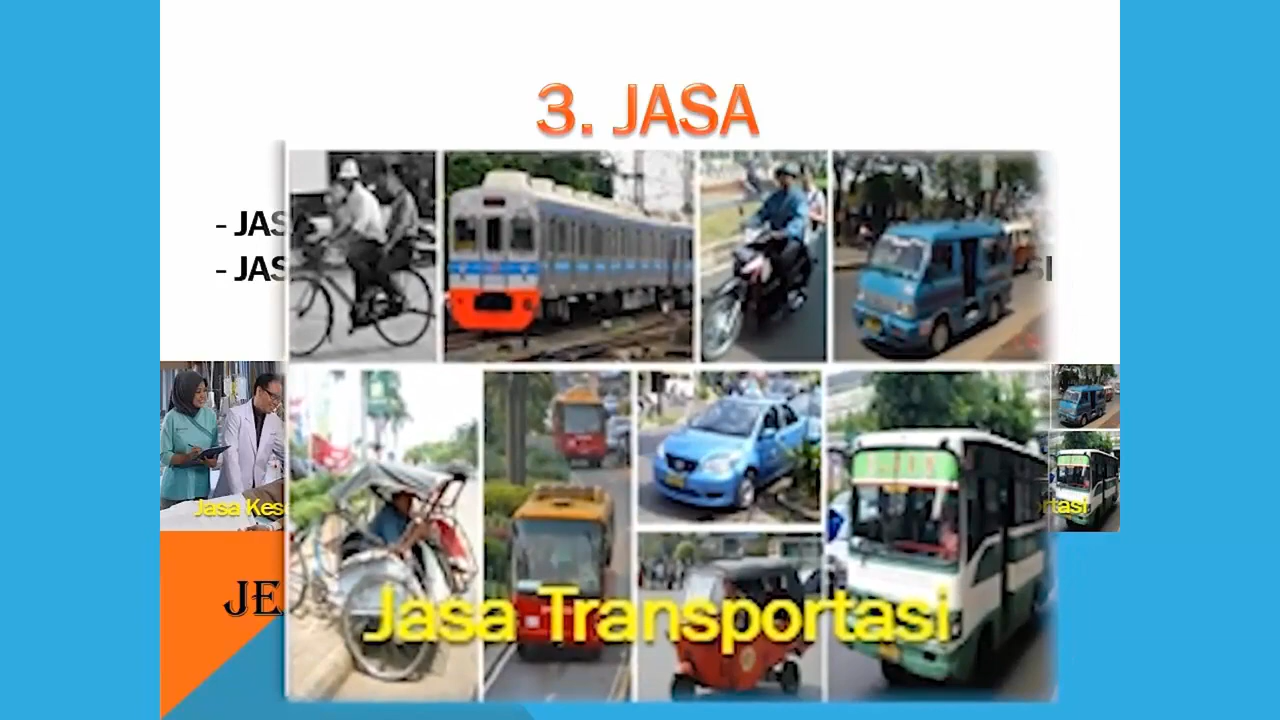 3. JASA
- JAS
- JAS
Jasa Kes
JE
Jasa Transportasi
rtasi